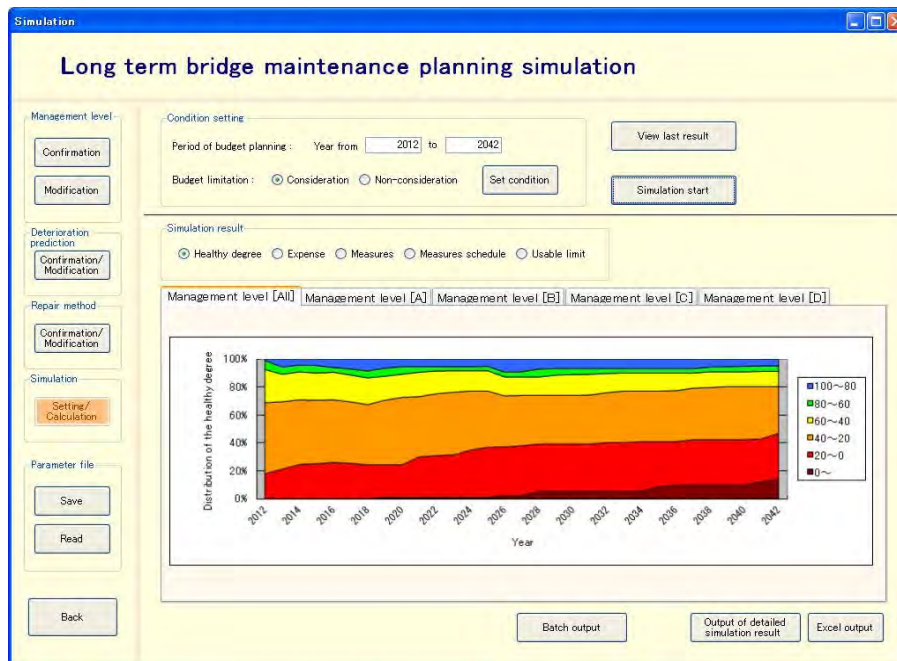 Simulation
Long term bridge maintenance planning simulation
Management level
Confirmation
Modification
Deterioration
prediction
Confirmation/
Modification
Repair method
Confirmation/
Modification
Simulation
Setting/
Calculation
Parameter file
Save
Read
Back
Condition setting
Period of budget planning : Year from 2012 to 2042
Budget limitation : Consideration Non-consideration Set condition
View last result
Simulation start
Simulation result
Healthy degree Expense Measures Measures schedule Usable limit
Management level [All] Management level [A] Management level [B] Management level [C] Management level [D]
Distribution of the healthy degree
100%
80%
60%
40%
20%
0%
2012 2014 2016 2018 2020 2022 2024 2026 2028 2030 2032 2034 2036 2038 2040 2042
Year
100～80
80～60
60～40
40～20
20～0
0～
Batch output
Output of detailed
simulation result
Excel output